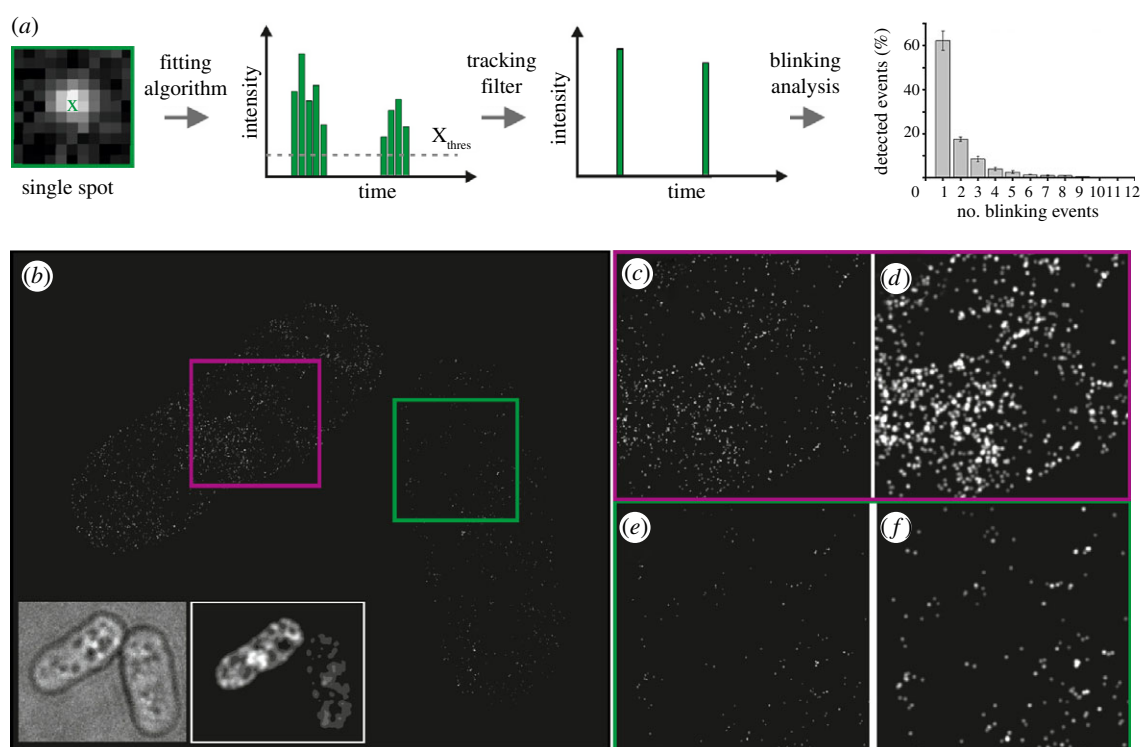 (a)
single spot
fitting
algorithm
intensity
X_thres
time
tracking
filter
intensity
time
blinking
analysis
detected events (%)
60
40
20
0 1 2 3 4 5 6 7 8 9 10 11 12
no. blinking events
(b)
(c)
(d)
(e)
(f)